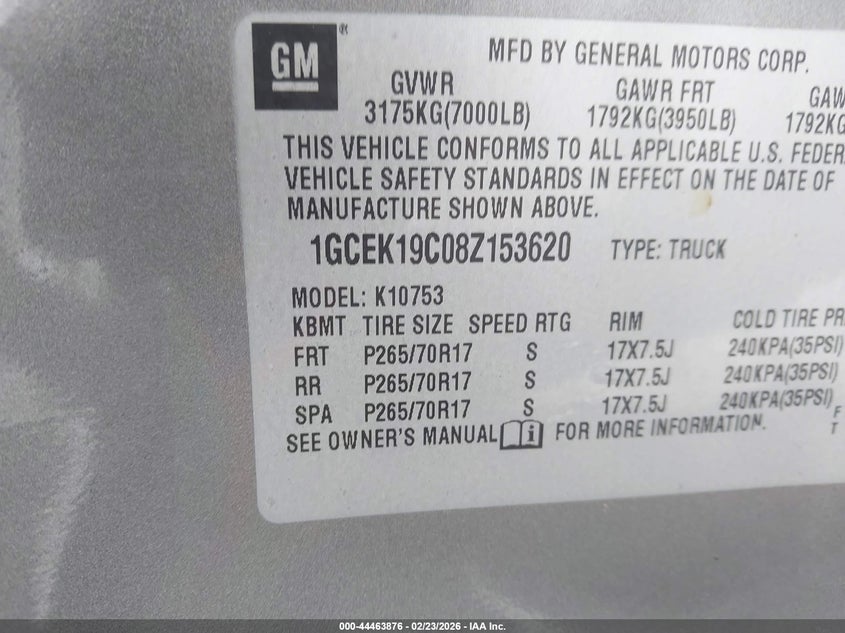 GM ®
MFD BY GENERAL MOTORS CORP.
GVWR GAWR FRT GAW
3175KG(7000LB) 1792KG(3950LB) 1792KG
THIS VEHICLE CONFORMS TO ALL APPLICABLE U.S. FEDER
VEHICLE SAFETY STANDARDS IN EFFECT ON THE DATE OF
MANUFACTURE SHOWN ABOVE.
1GCEK19C08Z153620 TYPE: TRUCK
MODEL: K10753
KBMT TIRE SIZE SPEED RTG RIM COLD TIRE PR
FRT P265/70R17 S 17X7.5J 240KPA(35PSI)
RR P265/70R17 S 17X7.5J 240KPA(35PSI)
SPA P265/70R17 S 17X7.5J 240KPA(35PSI) F
SEE OWNER'S MANUAL i FOR MORE INFORMATION. T
000-44463876 - 02/23/2026 - IAA Inc.